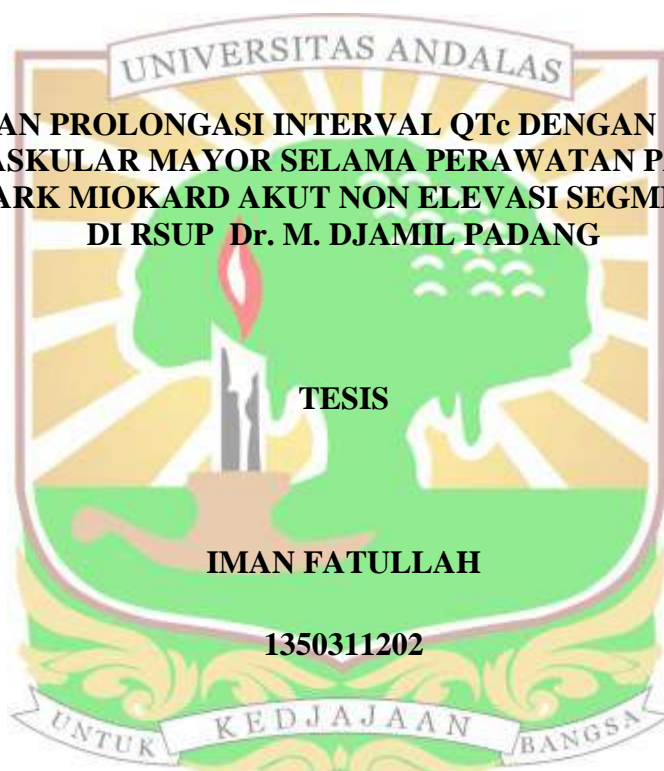 UNIVERSITAS ANDALAS
AN PROLONGASI INTERVAL QTc DENGAN
ASKULAR MAYOR SELAMA PERAWATAN PA
ARK MIOKARD AKUT NON ELEVASI SEGM
DI RSUP Dr. M. DJAMIL PADANG
TESIS
IMAN FATULLAH
1350311202
UNTUK KEDJAJAAN BANGSA